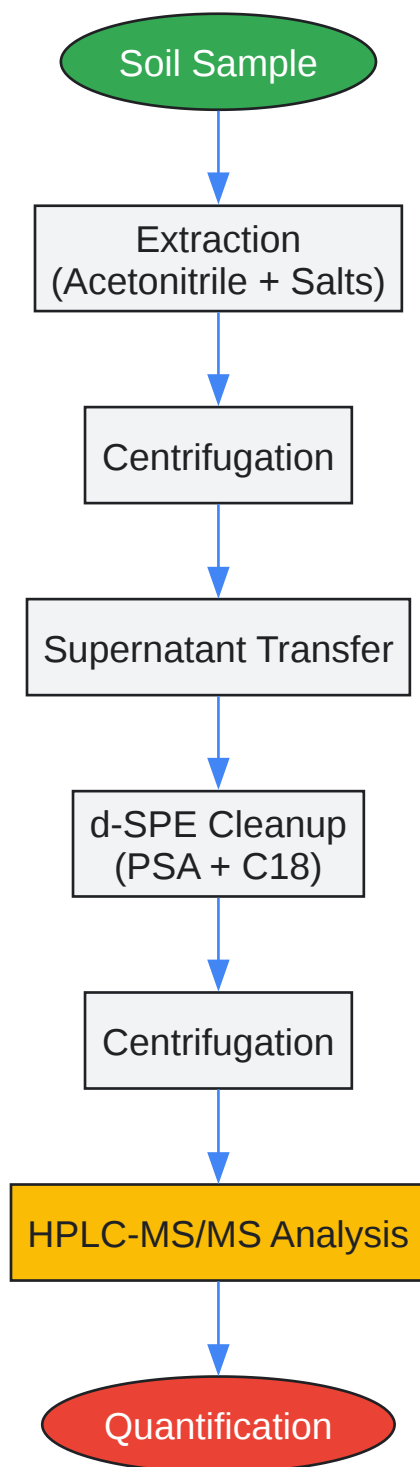 Soil Sample
Extraction
(Acetonitrile + Salts)
Centrifugation
Supernatant Transfer
d-SPE Cleanup
(PSA + C18)
Centrifugation
HPLC-MS/MS Analysis
Quantification